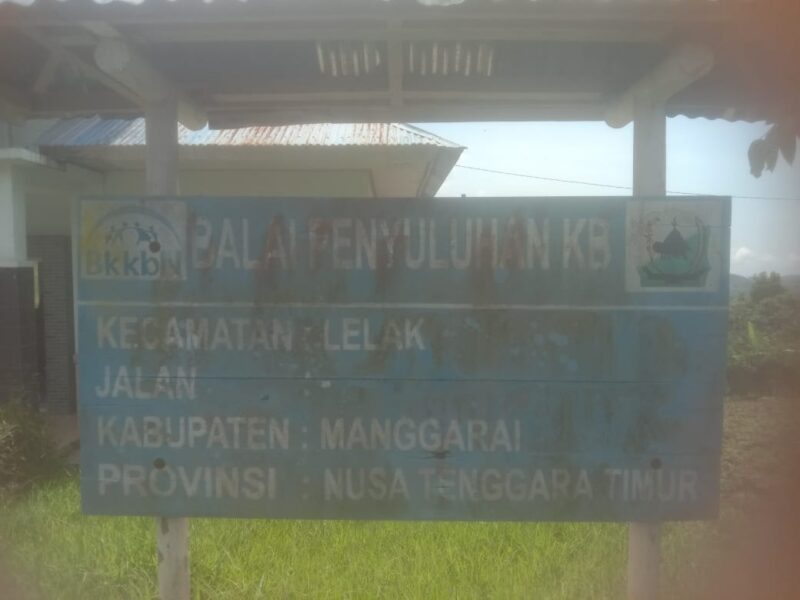 Bkkbn BALAI PENYULUHAN KB
KECAMATAN : LELAK
JALAN :
KABUPATEN : MANGGARAI
PROVINSI : NUSA TENGGARA TIMUR